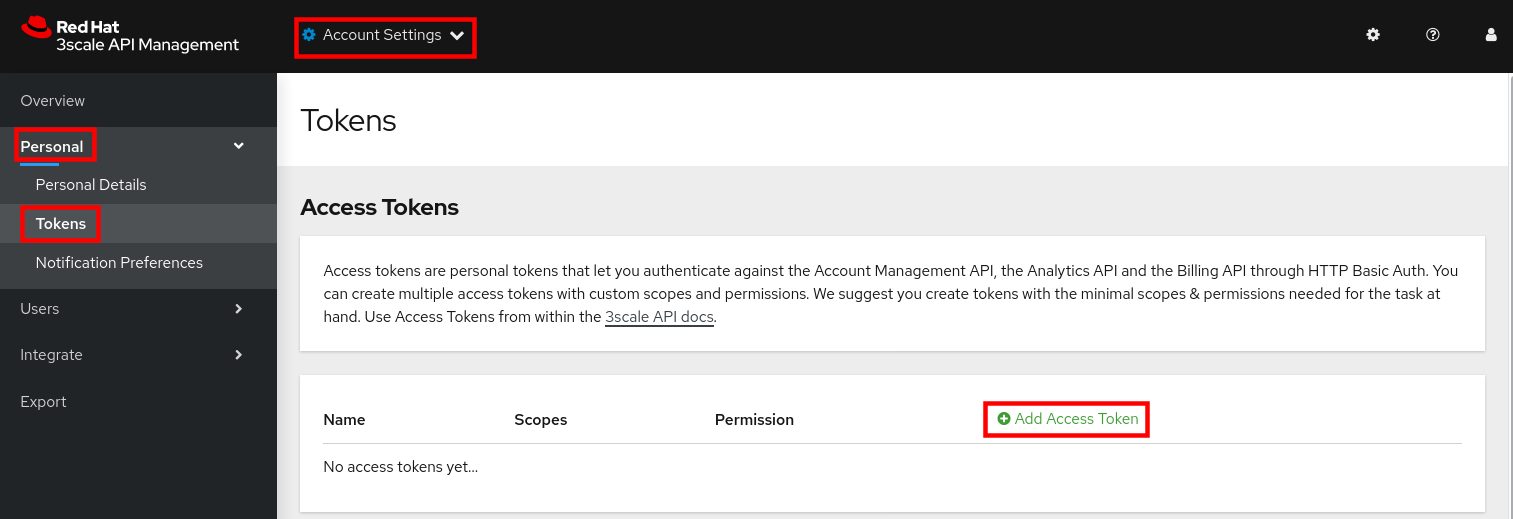 Red Hat
3scale API Management
Account Settings
Overview
Personal
Personal Details
Tokens
Notification Preferences
Users
Integrate
Export
Tokens
Access Tokens
Access tokens are personal tokens that let you authenticate against the Account Management API, the Analytics API and the Billing API through HTTP Basic Auth. You
can create multiple access tokens with custom scopes and permissions. We suggest you create tokens with the minimal scopes & permissions needed for the task at
hand. Use Access Tokens from within the 3scale API docs.
Name Scopes Permission Add Access Token
No access tokens yet...